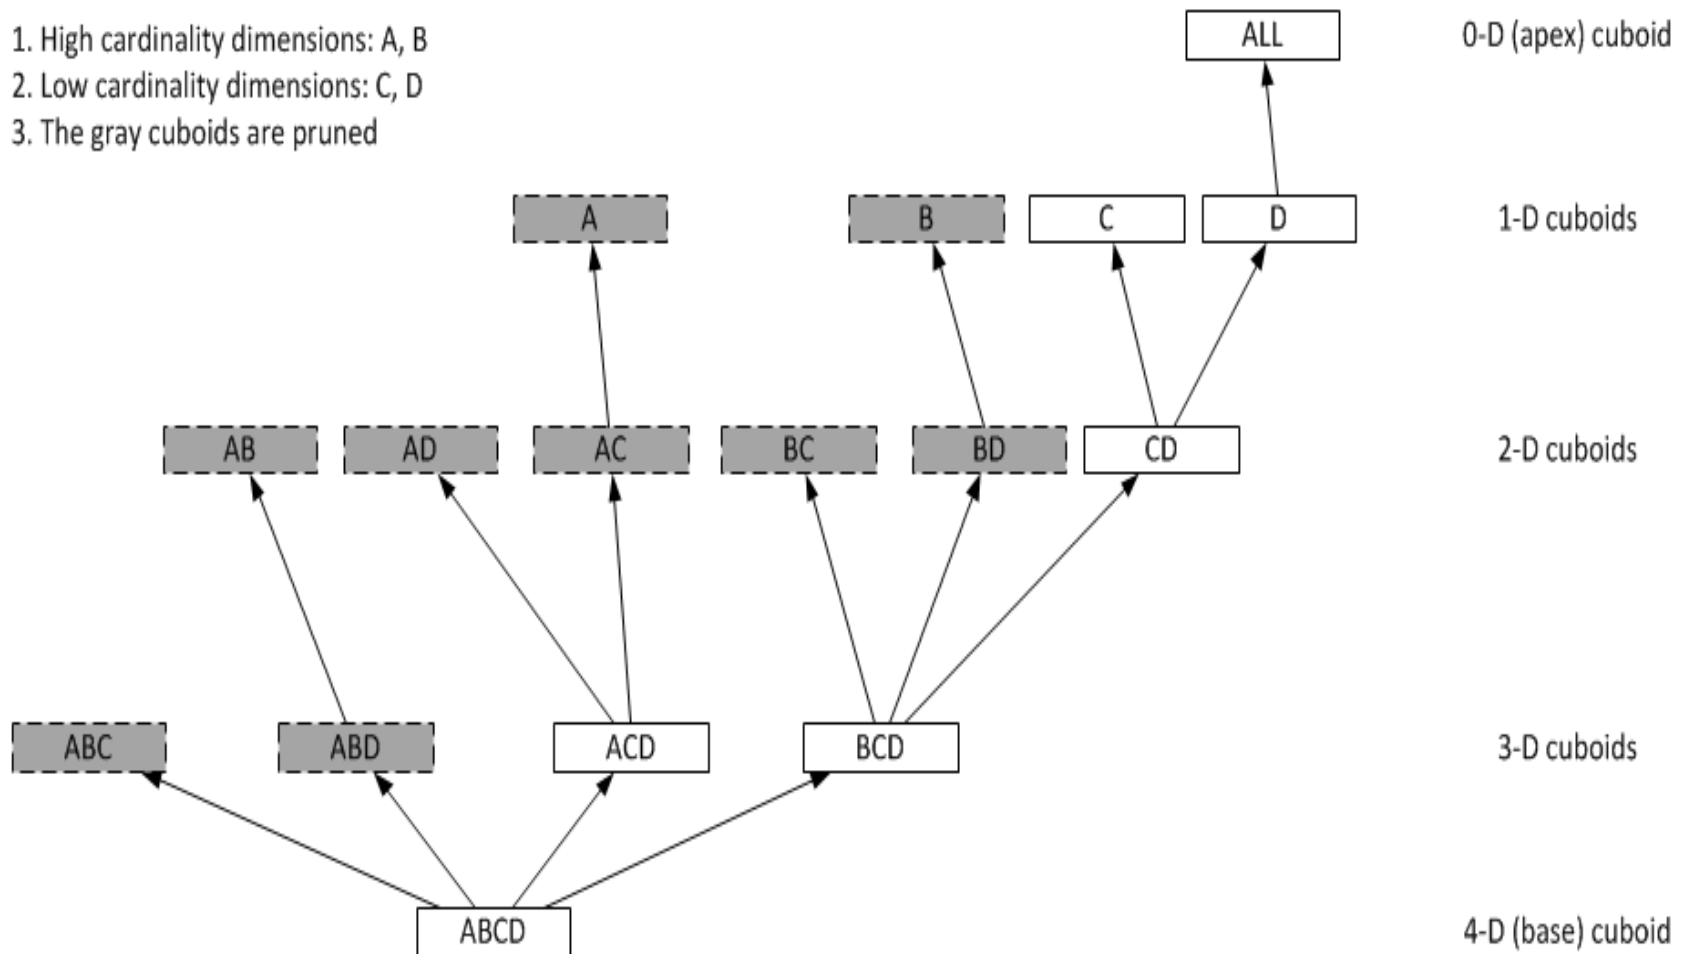 1. High cardinality dimensions: A, B
2. Low cardinality dimensions: C, D
3. The gray cuboids are pruned
ALL
0-D (apex) cuboid
A
B
C
D
1-D cuboids
AB
AD
AC
BC
BD
CD
2-D cuboids
ABC
ABD
ACD
BCD
3-D cuboids
ABCD
4-D (base) cuboid